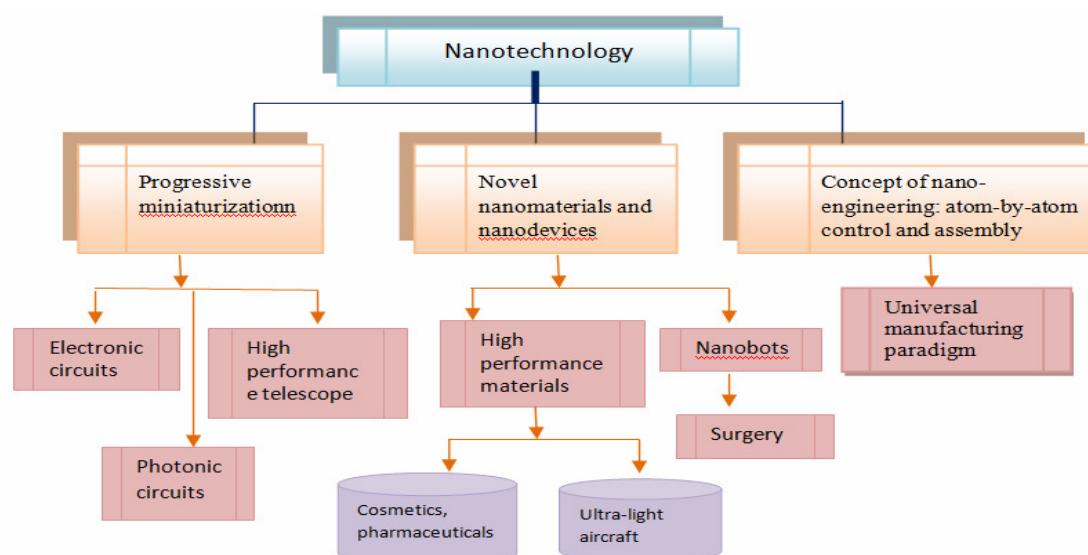 Nanotechnology
Progressive
miniaturizationn
Novel
nanomaterials and
nanodevices
Concept of nano-
engineering: atom-by-atom
control and assembly
Electronic
circuits
High
performanc
e telescope
High
performance
materials
Nanobots
Universal
manufacturing
paradigm
Photonic
circuits
Surgery
Cosmetics,
pharmaceuticals
Ultra-light
aircraft